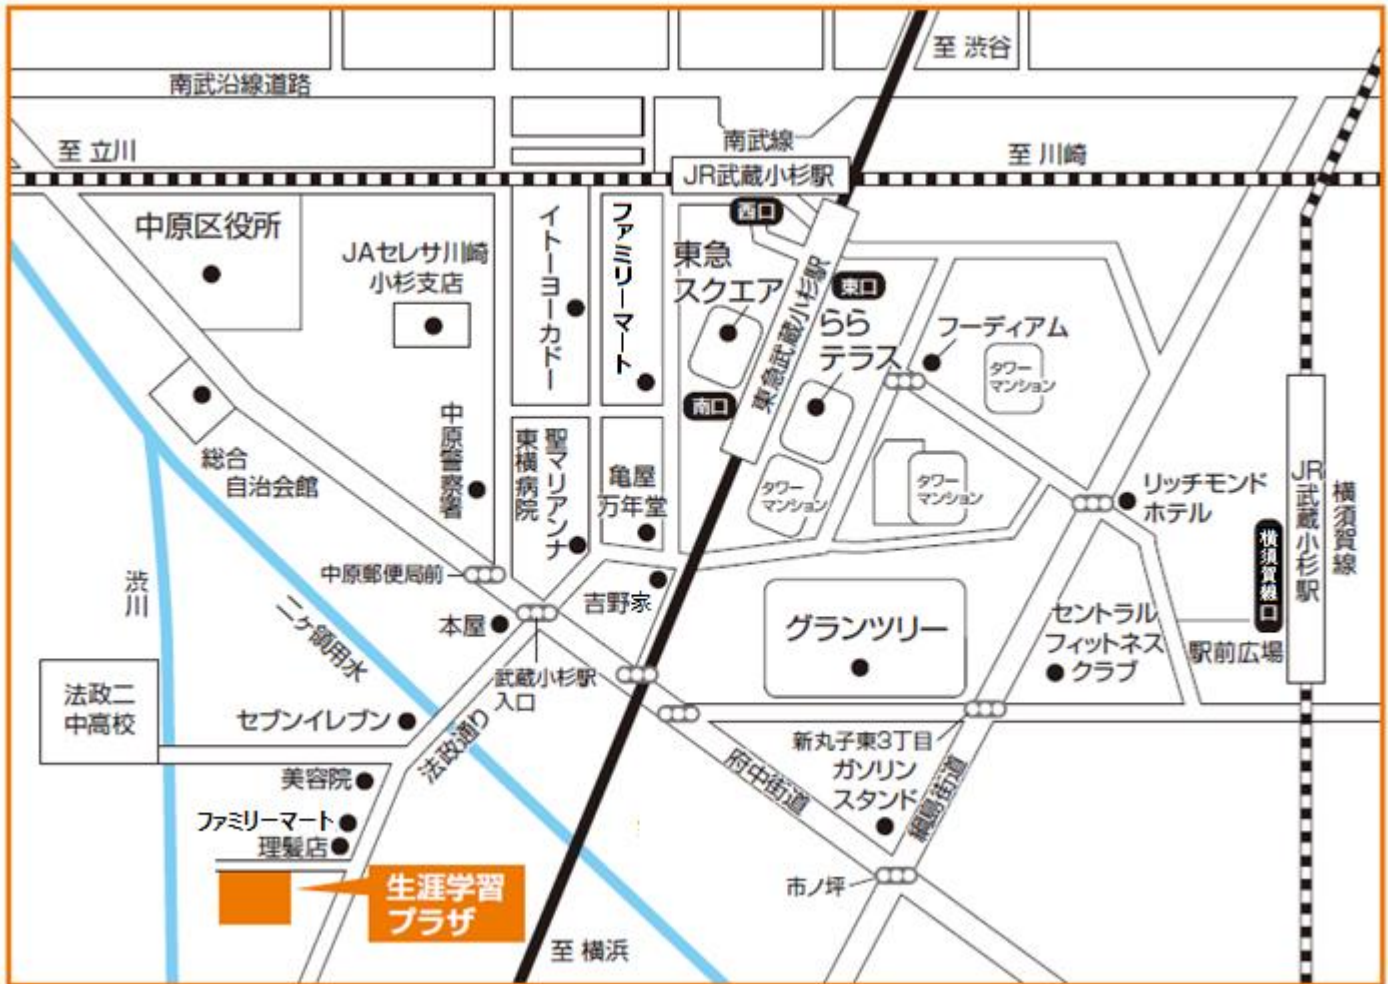 至 渋谷
南武沿線道路
南武線
至 立川
至 川崎
JR武蔵小杉駅
西口
中原区役所
JAセレサ川崎
小杉支店
イトーヨーカドー
ファミリーマート
東急
スクエア
東急武蔵小杉駅
東口
らら
テラス
フーディアム
タワー
マンション
南口
総合
自治会館
中原警察署
聖マリアンナ
東横病院
亀屋
万年堂
タワー
マンション
タワー
マンション
リッチモンド
ホテル
JR武蔵小杉駅
横須賀線
横須賀線口
渋川
二ヶ領用水
中原郵便局前
本屋
吉野家
グランツリー
セントラル
フィットネス
クラブ
駅前広場
法政二
中高校
武蔵小杉駅
入口
セブンイレブン
法政通り
新丸子東3丁目
ガソリン
スタンド
府中街道
綱島街道
美容院
ファミリーマート
理髪店
生涯学習
プラザ
市ノ坪
至 横浜